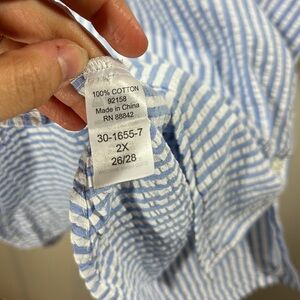 100% COTTON
92158
Made in China
RN 88842
30-1655-7
2X
26/28